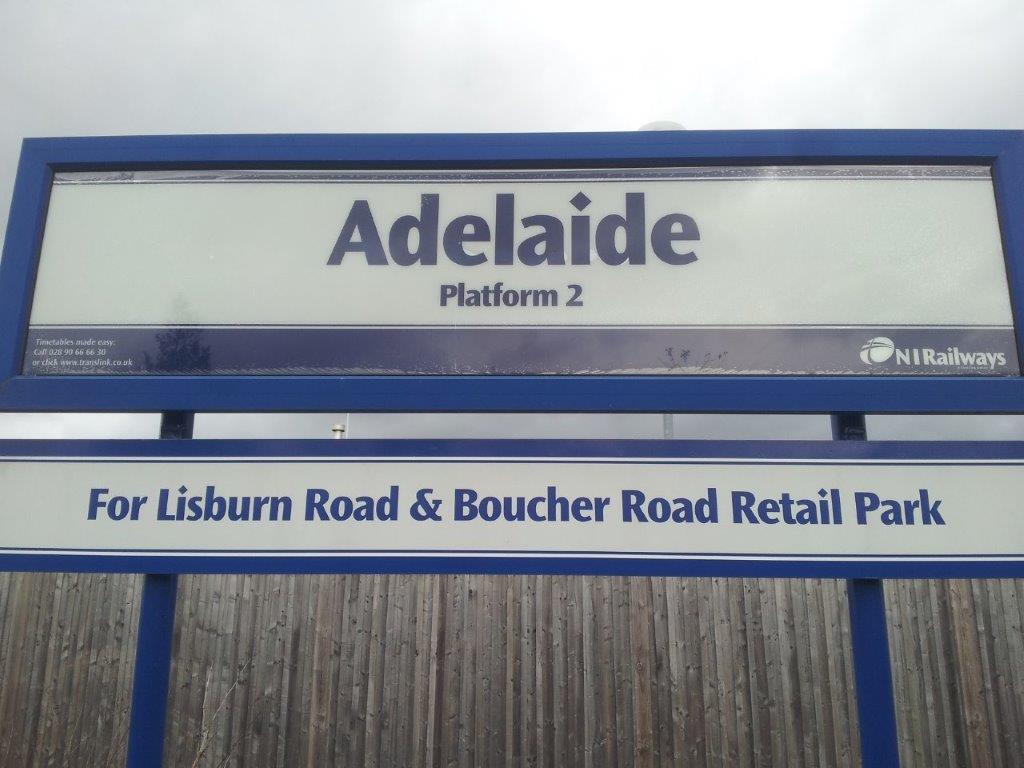 Adelaide
Platform 2
Timetables made easy:
Call 028 90 66 66 30
or click www.translink.co.uk
NIRailways
For Lisburn Road & Boucher Road Retail Park